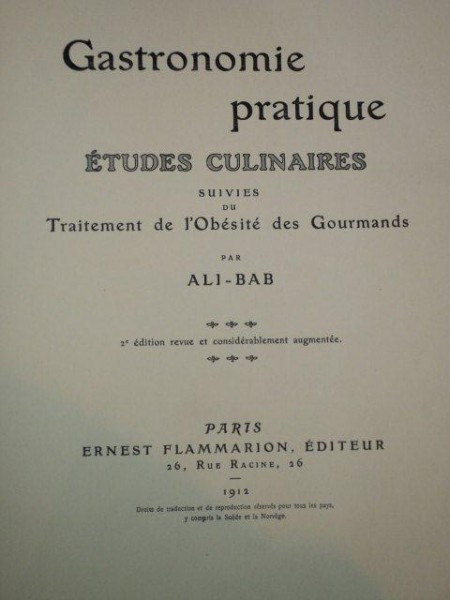 Gastronomie
pratique
ÉTUDES CULINAIRES
SUIVIES
DU
Traitement de l'Obésité des Gourmands
PAR
ALI-BAB
2e édition revue et considérablement augmentée.
PARIS
ERNEST FLAMMARION, ÉDITEUR
26, RUE RACINE, 26
1912
Droits de traduction et de reproduction réservés pour tous les pays,
y compris la Suède et la Norvège.